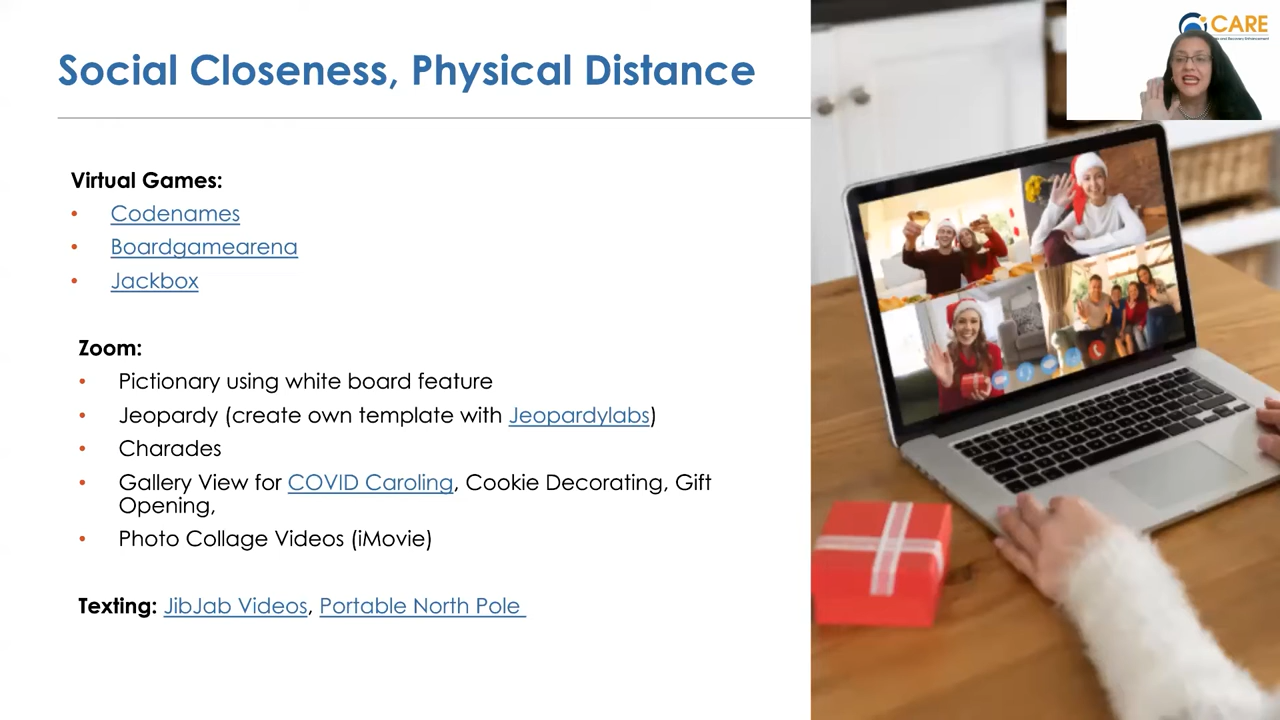 Social Closeness, Physical Distance
CARE
Virtual Games:
• Codenames
• Boardgamearena
• Jackbox
Zoom:
• Pictionary using white board feature
• Jeopardy (create own template with Jeopardylabs)
• Charades
• Gallery View for COVID Caroling, Cookie Decorating, Gift
Opening,
• Photo Collage Videos (iMovie)
Texting: JibJab Videos, Portable North Pole